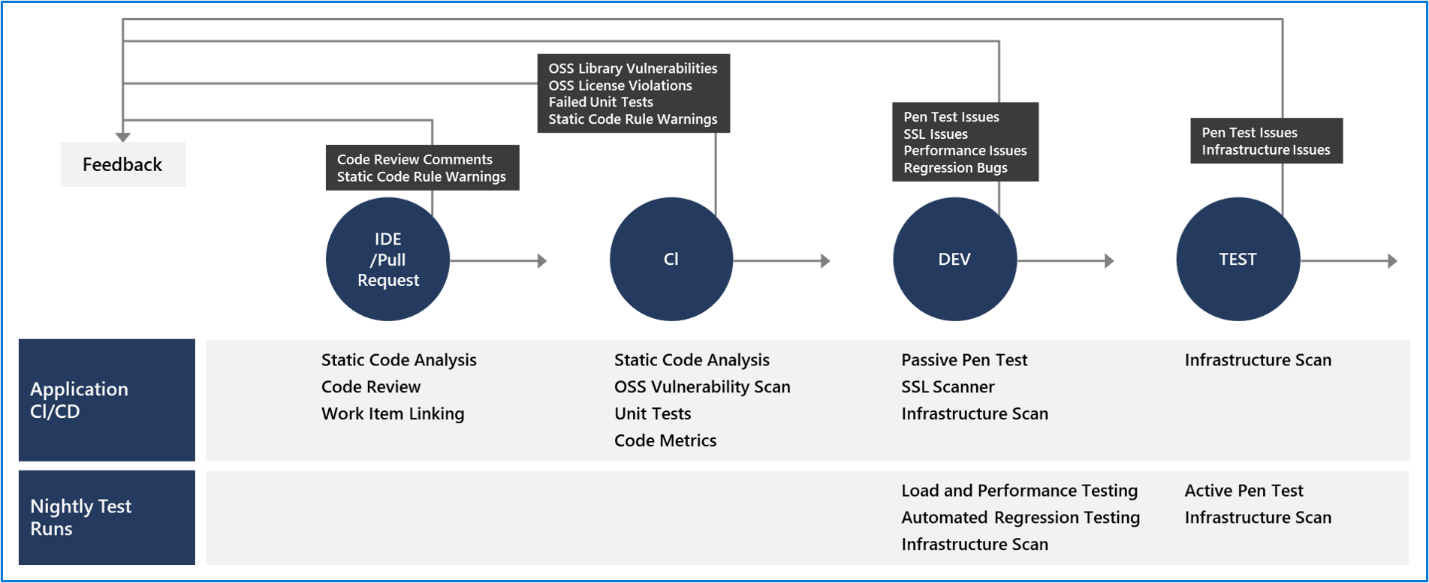 OSS Library Vulnerabilities
OSS License Violations
Failed Unit Tests
Static Code Rule Warnings
Pen Test Issues
SSL Issues
Performance Issues
Regression Bugs
Pen Test Issues
Infrastructure Issues
Feedback
Code Review Comments
Static Code Rule Warnings
IDE
/Pull
Request
CI
DEV
TEST
Application
CI/CD
Static Code Analysis
Code Review
Work Item Linking
Static Code Analysis
OSS Vulnerability Scan
Unit Tests
Code Metrics
Passive Pen Test
SSL Scanner
Infrastructure Scan
Infrastructure Scan
Nightly Test
Runs
Load and Performance Testing
Automated Regression Testing
Infrastructure Scan
Active Pen Test
Infrastructure Scan